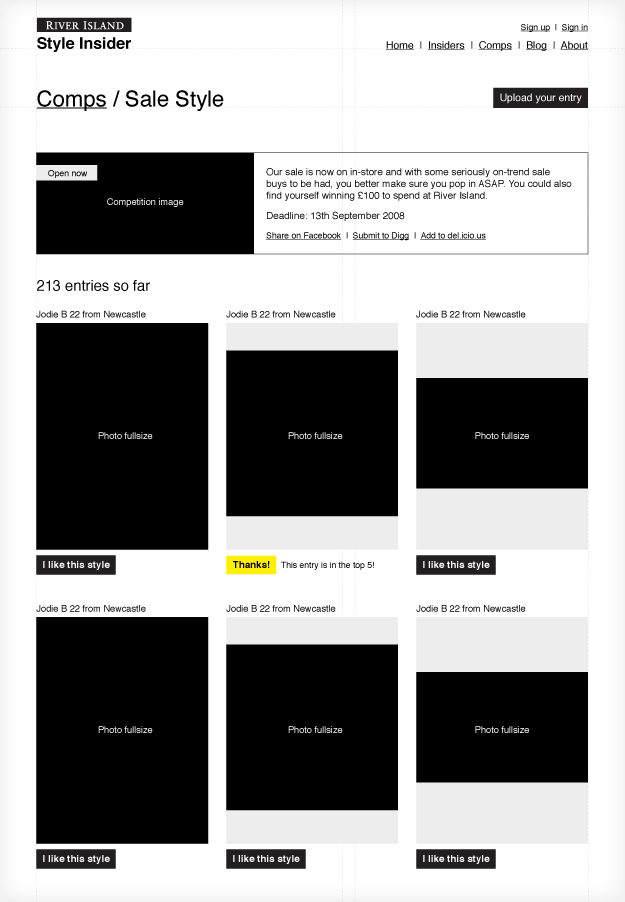 RIVER ISLAND
Style Insider
Sign up | Sign in
Home | Insiders | Comps | Blog | About
Comps / Sale Style
Upload your entry
Open now
Competition image
Our sale is now on in-store and with some seriously on-trend sale
buys to be had, you better make sure you pop in ASAP. You could also
find yourself winning £100 to spend at River Island.
Deadline: 13th September 2008
Share on Facebook | Submit to Digg | Add to del.icio.us
213 entries so far
Jodie B 22 from Newcastle
Photo fullsize
I like this style
Jodie B 22 from Newcastle
Photo fullsize
Thanks! This entry is in the top 5!
Jodie B 22 from Newcastle
Photo fullsize
I like this style
Jodie B 22 from Newcastle
Photo fullsize
I like this style
Jodie B 22 from Newcastle
Photo fullsize
I like this style
Jodie B 22 from Newcastle
Photo fullsize
I like this style